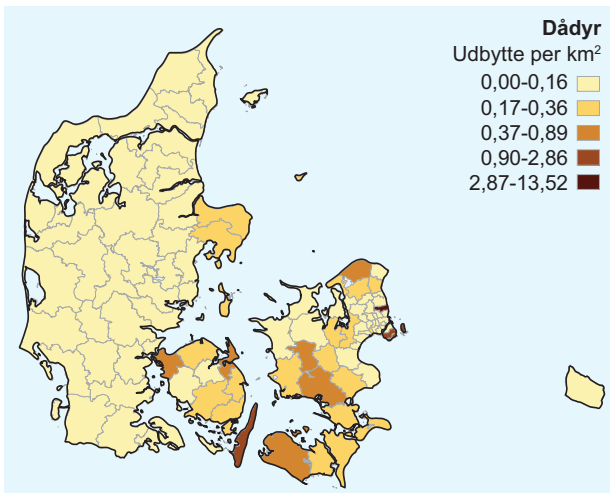 Dådyr
Udbytte per km²
0,00-0,16
0,17-0,36
0,37-0,89
0,90-2,86
2,87-13,52